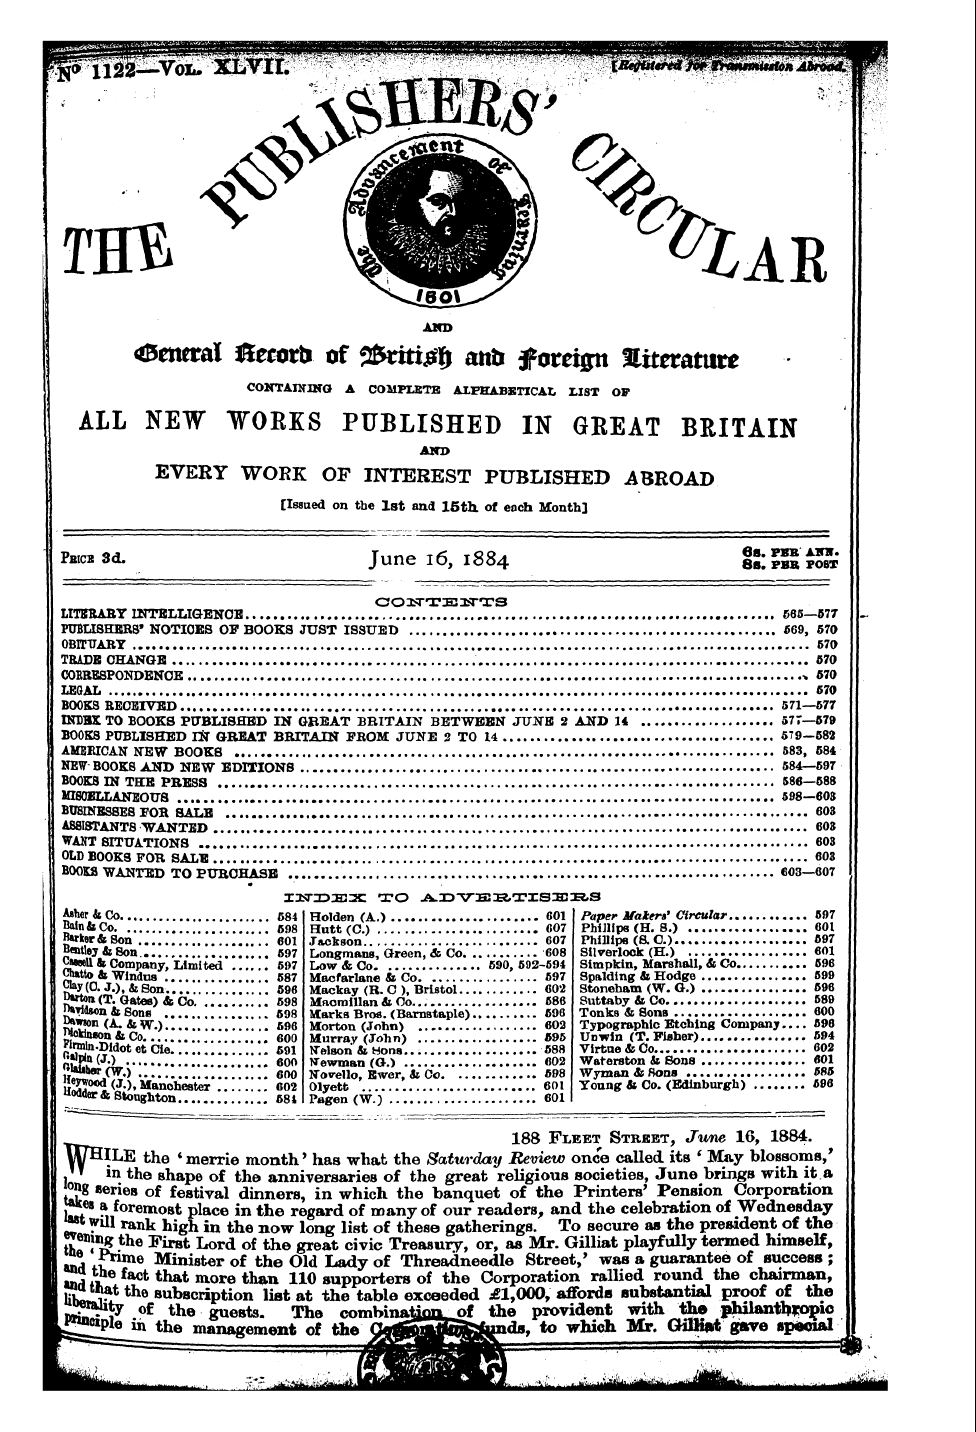 No 1122—VOL. XLVII.
[Registered for Transmission Abroad.
THE PUBLISHERS' CIRCULAR
The Advancement of Learning
1801
AND
General Record of British and Foreign Literature
CONTAINING A COMPLETE ALPHABETICAL LIST OF
ALL NEW WORKS PUBLISHED IN GREAT BRITAIN
AND
EVERY WORK OF INTEREST PUBLISHED ABROAD
[Issued on the 1st and 15th of each Month]
PRICE 3d.
June 16, 1884
6s. PER ANN.
8s. PER POST
CONTENTS
LITERARY INTELLIGENCE 565—577
PUBLISHERS' NOTICES OF BOOKS JUST ISSUED 569, 570
OBITUARY 570
TRADE CHANGE 570
CORRESPONDENCE 570
LEGAL 570
BOOKS RECEIVED 571—577
INDEX TO BOOKS PUBLISHED IN GREAT BRITAIN BETWEEN JUNE 2 AND 14 577—579
BOOKS PUBLISHED IN GREAT BRITAIN FROM JUNE 2 TO 14 579—582
AMERICAN NEW BOOKS 583, 584
NEW BOOKS AND NEW EDITIONS 584—597
BOOKS IN THE PRESS 586—588
MISCELLANEOUS 598—603
BUSINESSES FOR SALE 603
ASSISTANTS WANTED 603
WANT SITUATIONS 603
OLD BOOKS FOR SALE 603
BOOKS WANTED TO PURCHASE 603—607
INDEX TO ADVERTISERS
Asher & Co. 584
Bain & Co. 598
Barker & Son 601
Bentley & Son 597
Cassell & Company, Limited 597
Chatto & Windus 587
Clay (C. J.), & Son 596
Darton (T. Gates) & Co. 598
Davidson & Sons 598
Dawson (A. & W.) 596
Dickinson & Co. 600
Firmin-Didot et Cie. 591
Galpin (J.) 600
Glaisher (W.) 600
Heywood (J.), Manchester 602
Hodder & Stoughton 584
Holden (A.) 601
Hutt (C.) 607
Jackson 607
Longmans, Green, & Co. 608
Low & Co. 590, 592-594
Macfarlane & Co. 597
Mackay (R. C ), Bristol 602
Macmillan & Co. 586
Marks Bros. (Barnstaple) 596
Morton (John) 602
Murray (John) 595
Nelson & Sons 588
Newman (G.) 602
Novello, Ewer, & Co. 598
Olyett 601
Pagen (W.) 601
Paper Makers' Circular 597
Phillips (H. S.) 601
Phillips (S. C.) 597
Silverlock (H.) 601
Simpkin, Marshall, & Co. 596
Spalding & Hodge 599
Stoneham (W. G.) 596
Suttaby & Co. 589
Tonks & Sons 600
Typographic Etching Company 596
Unwin (T. Fisher) 594
Virtue & Co. 602
Waterston & Sons 601
Wyman & Sons 585
Young & Co. (Edinburgh) 596
188 FLEET STREET, June 16, 1884.
WHILE the 'merrie month' has what the Saturday Review once called its 'May blossoms,'
in the shape of the anniversaries of the great religious societies, June brings with it a
long series of festival dinners, in which the banquet of the Printers' Pension Corporation
takes a foremost place in the regard of many of our readers, and the celebration of Wednesday
last will rank high in the now long list of these gatherings. To secure as the president of the
evening the First Lord of the great civic Treasury, or, as Mr. Gilliat playfully termed himself,
the 'Prime Minister of the Old Lady of Threadneedle Street,' was a guarantee of success;
and the fact that more than 110 supporters of the Corporation rallied round the chairman,
and that the subscription list at the table exceeded £1,000, affords substantial proof of the
liberality of the guests. The combination of the provident with the philanthropic
principle in the management of the Corporation funds, to which Mr. Gilliat gave special